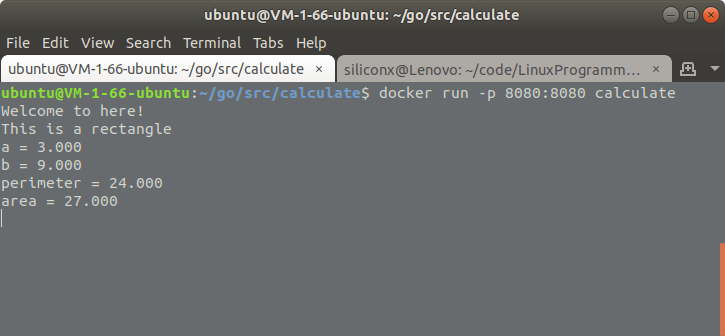 ubuntu@VM-1-66-ubuntu: ~/go/src/calculate
File Edit View Search Terminal Tabs Help
ubuntu@VM-1-66-ubuntu: ~/go/src/calculate × siliconx@Lenovo: ~/code/LinuxProgramm... ×
ubuntu@VM-1-66-ubuntu:~/go/src/calculate$ docker run -p 8080:8080 calculate
Welcome to here!
This is a rectangle
a = 3.000
b = 9.000
perimeter = 24.000
area = 27.000